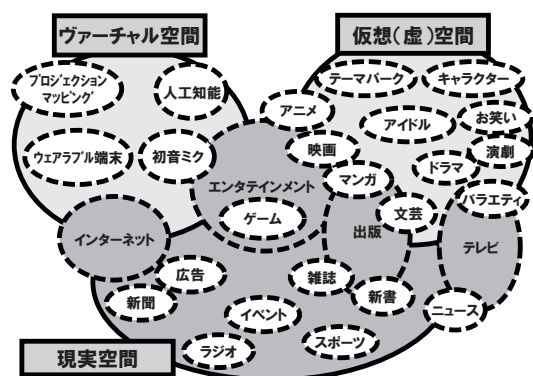 ヴァーチャル空間
仮想（虚）空間
プロジェクション
マッピング
人工知能
テーマパーク
キャラクター
アニメ
アイドル
お笑い
ウェアラブル端末
初音ミク
映画
演劇
ドラマ
エンタテインメント
マンガ
バラエティ
ゲーム
文芸
インターネット
出版
テレビ
広告
雑誌
新聞
新書
ニュース
イベント
ラジオ
スポーツ
現実空間